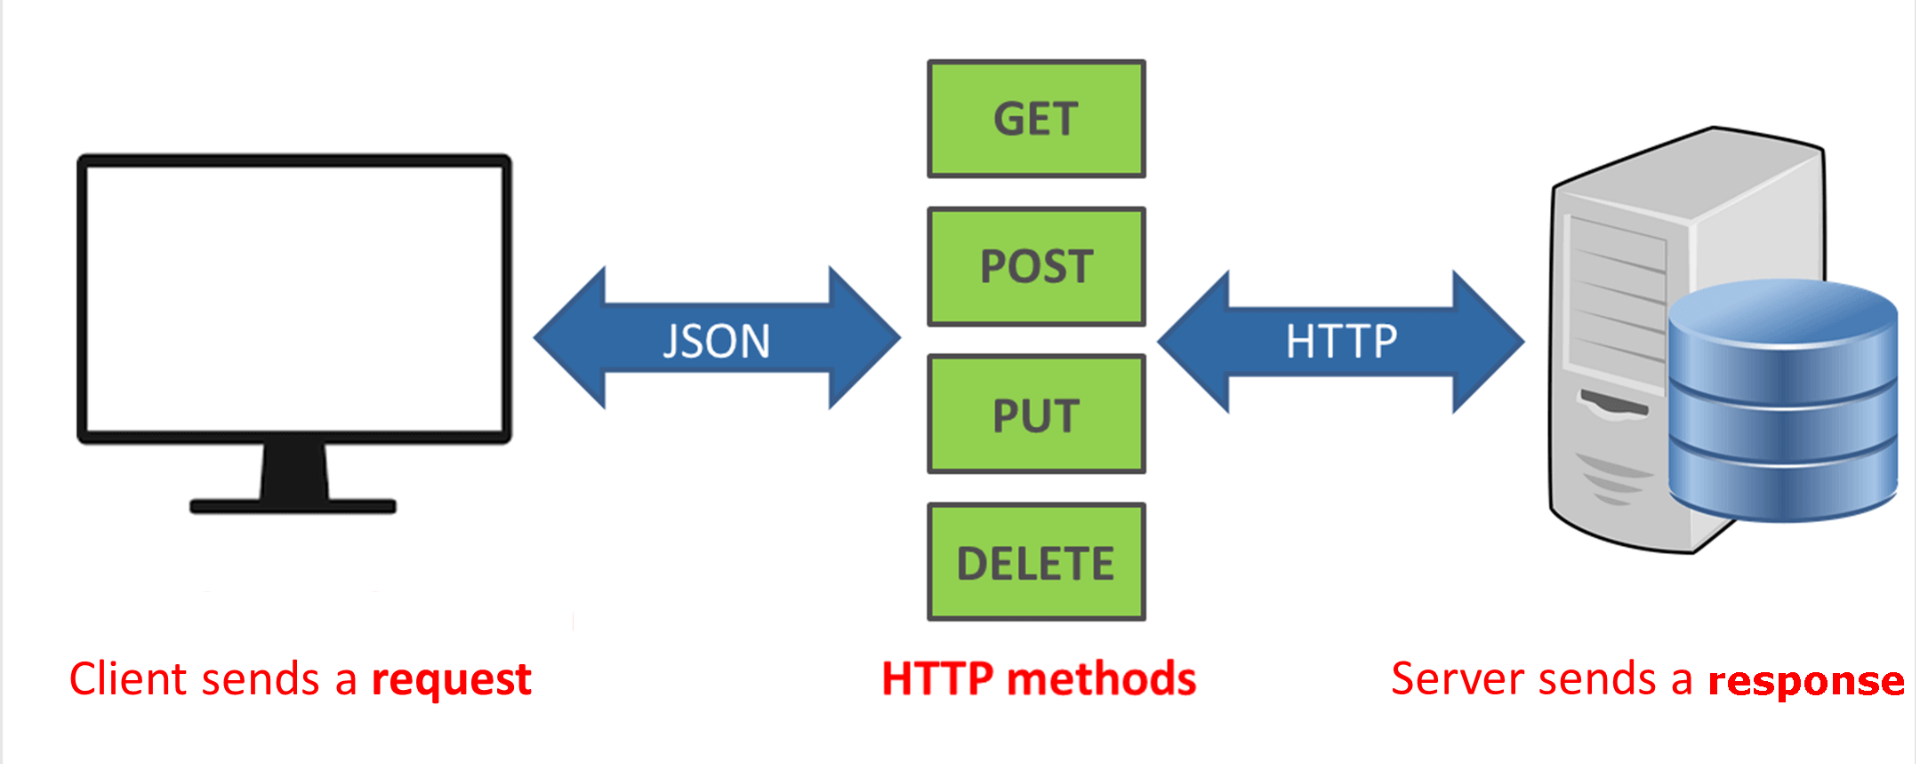 GET
POST
JSON
HTTP
PUT
DELETE
Client sends a request
HTTP methods
Server sends a response